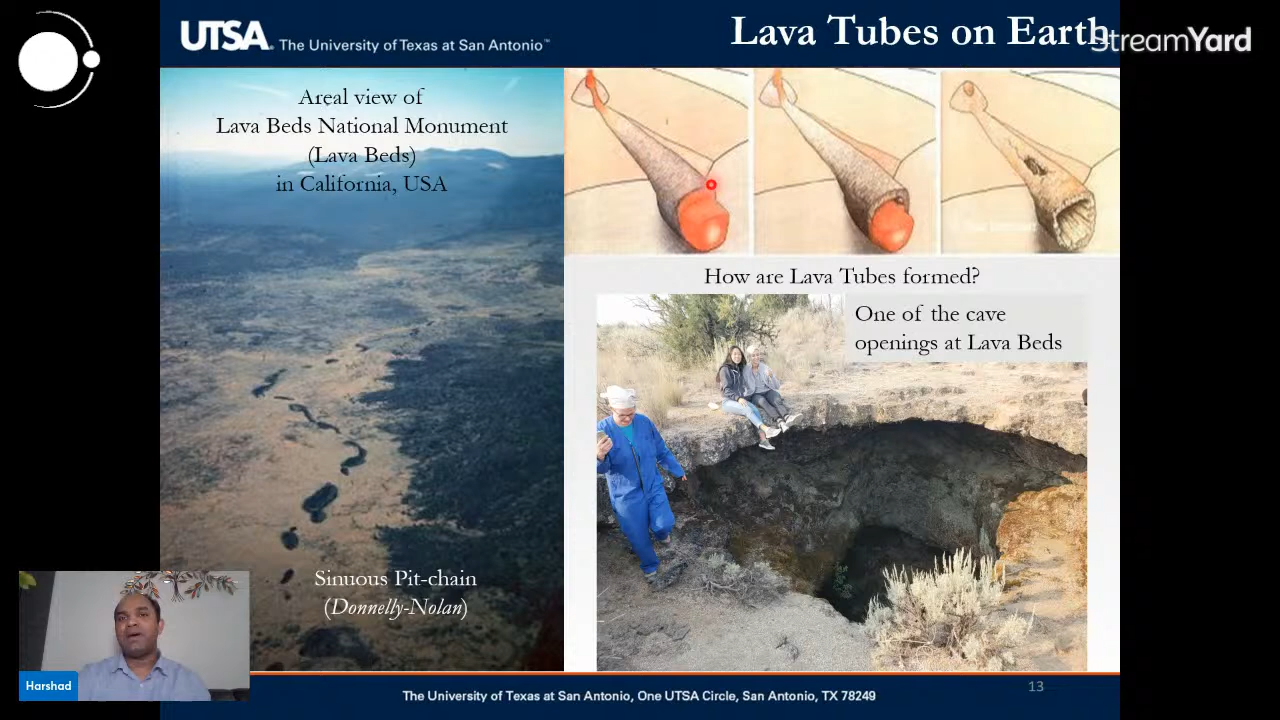 UTSA. The University of Texas at San Antonio™
Lava Tubes on Earth
StreamYard
Areal view of
Lava Beds National Monument
(Lava Beds)
in California, USA
How are Lava Tubes formed?
One of the cave
openings at Lava Beds
Sinuous Pit-chain
(Donnelly-Nolan)
Harshad
13
The University of Texas at San Antonio, One UTSA Circle, San Antonio, TX 78249